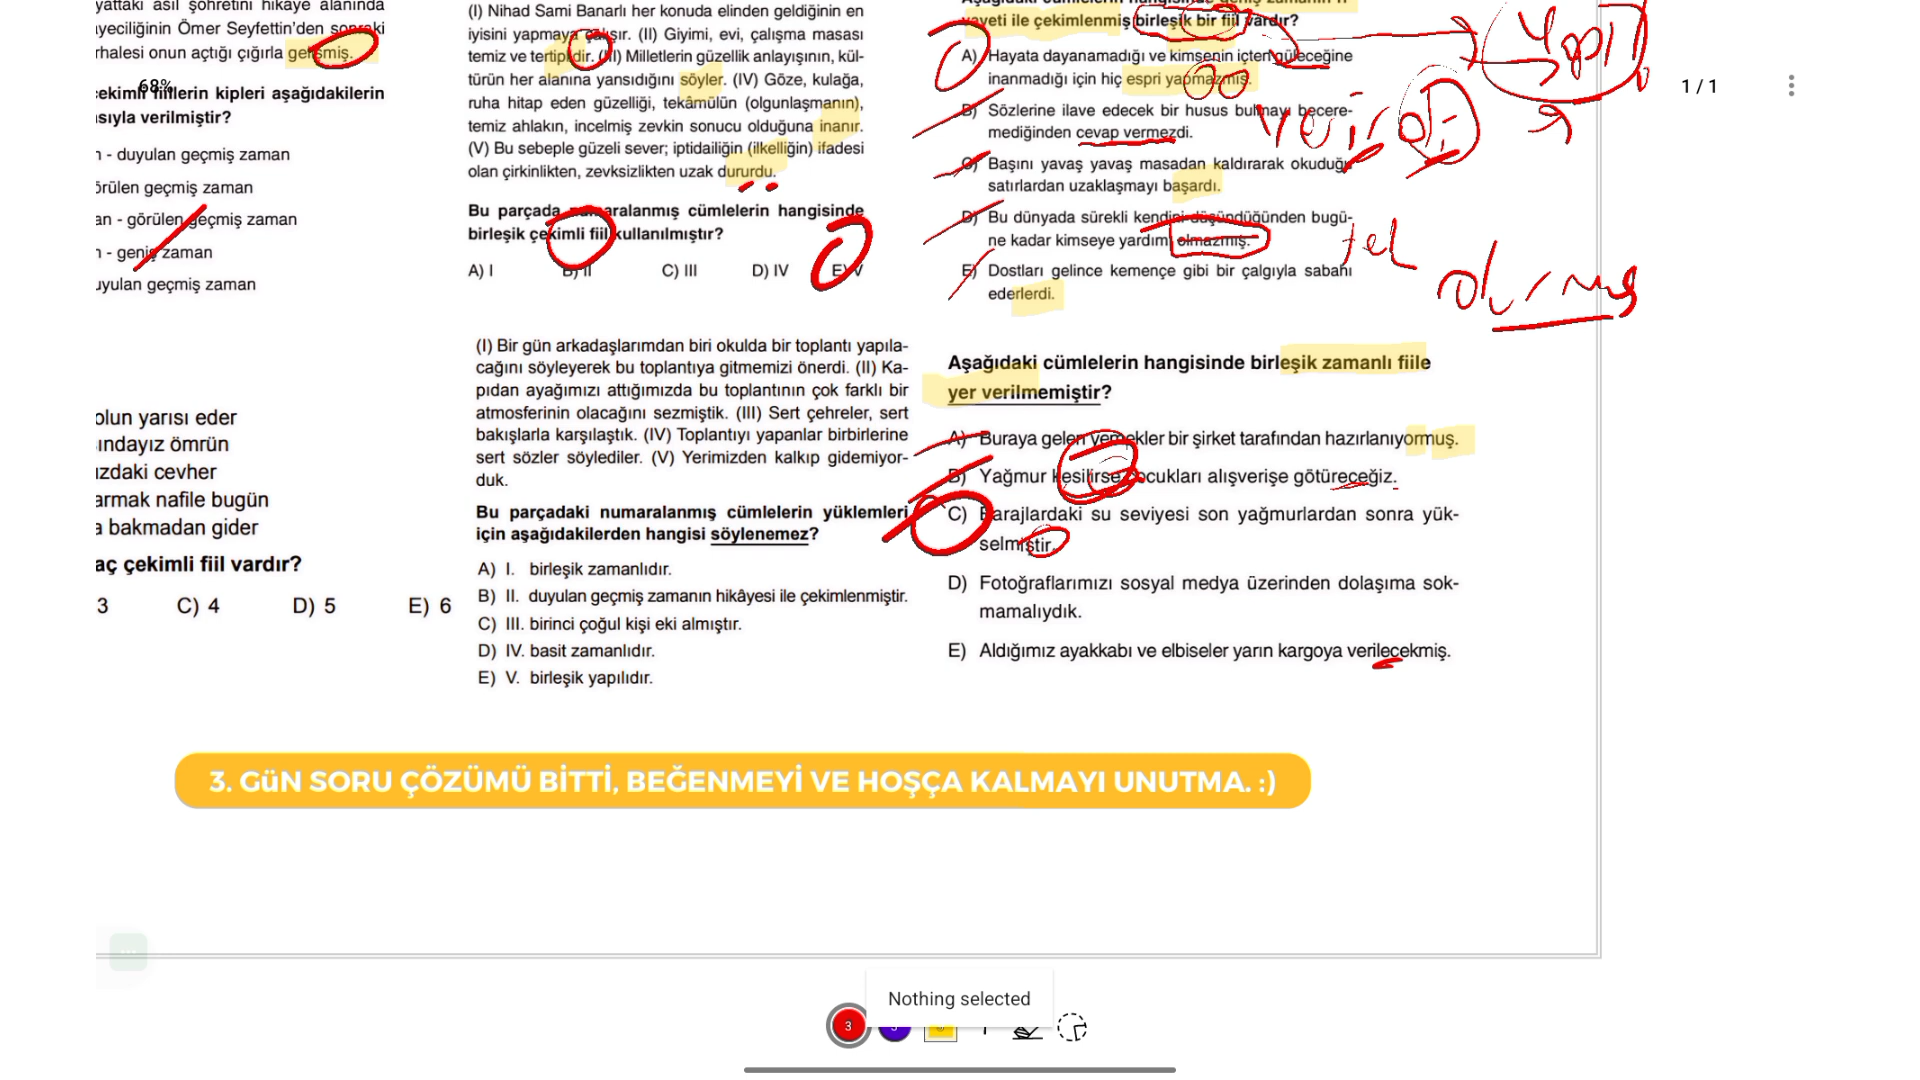 yattaki asıl şöhretini hikâye alanında
yeciliğinin Ömer Seyfettin'den sonraki
rhalesi onun açtığı çığırla gelişmiş.
68%
çekimli fiillerin kipleri aşağıdakilerin
sıyla verilmiştir?
n - duyulan geçmiş zaman
örülen geçmiş zaman
an - görülen geçmiş zaman
n - geniş zaman
uyulan geçmiş zaman
olun yarısı eder
ındayız ömrün
ızdaki cevher
armak nafile bugün
a bakmadan gider
aç çekimli fiil vardır?
3 C) 4 D) 5 E) 6
(I) Nihad Sami Banarlı her konuda elinden geldiğinin en
iyisini yapmaya çalışır. (II) Giyimi, evi, çalışma masası
temiz ve tertiplidir. (III) Milletlerin güzellik anlayışının, kül-
türün her alanına yansıdığını söyler. (IV) Göze, kulağa,
ruha hitap eden güzelliği, tekâmülün (olgunlaşmanın),
temiz ahlakın, incelmiş zevkin sonucu olduğuna inanır.
(V) Bu sebeple güzeli sever; iptidailiğin (ilkelliğin) ifadesi
olan çirkinlikten, zevksizlikten uzak dururdu.
Bu parçada numaralanmış cümlelerin hangisinde
birleşik çekimli fiil kullanılmıştır?
A) I B) II C) III D) IV E) V
(I) Bir gün arkadaşlarımdan biri okulda bir toplantı yapıla-
cağını söyleyerek bu toplantıya gitmemizi önerdi. (II) Ka-
pıdan ayağımızı attığımızda bu toplantının çok farklı bir
atmosferinin olacağını sezmiştik. (III) Sert çehreler, sert
bakışlarla karşılaştık. (IV) Toplantıyı yapanlar birbirlerine
sert sözler söylediler. (V) Yerimizden kalkıp gidemiyor-
duk.
Bu parçadaki numaralanmış cümlelerin yüklemleri
için aşağıdakilerden hangisi söylenemez?
A) I. birleşik zamanlıdır.
B) II. duyulan geçmiş zamanın hikâyesi ile çekimlenmiştir.
C) III. birinci çoğul kişi eki almıştır.
D) IV. basit zamanlıdır.
E) V. birleşik yapılıdır.
Aşağıdaki cümlelerin hangisinde geniş zamanın ri-
vayeti ile çekimlenmiş birleşik bir fiil vardır?
A) Hayata dayanamadığı ve kimsenin içten güleceğine
inanmadığı için hiç espri yapmazmış.
B) Sözlerine ilave edecek bir husus bulmayı becere-
mediğinden cevap vermezdi.
C) Başını yavaş yavaş masadan kaldırarak okuduğu
satırlardan uzaklaşmayı başardı.
D) Bu dünyada sürekli kendini düşündüğünden bugü-
ne kadar kimseye yardım olmazmış.
E) Dostları gelince kemençe gibi bir çalgıyla sabahı
ederlerdi.
Aşağıdaki cümlelerin hangisinde birleşik zamanlı fiile
yer verilmemiştir?
A) Buraya gelen yemekler bir şirket tarafından hazırlanıyormuş.
B) Yağmur kesilirse çocukları alışverişe götüreceğiz.
C) Barajlardaki su seviyesi son yağmurlardan sonra yük-
selmiştir.
D) Fotoğraflarımızı sosyal medya üzerinden dolaşıma sok-
mamalıydık.
E) Aldığımız ayakkabı ve elbiseler yarın kargoya verilecekmiş.
1 / 1
3. GüN SORU ÇÖZÜMÜ BİTTİ, BEĞENMEYİ VE HOŞÇA KALMAYI UNUTMA. :)
Nothing selected
3